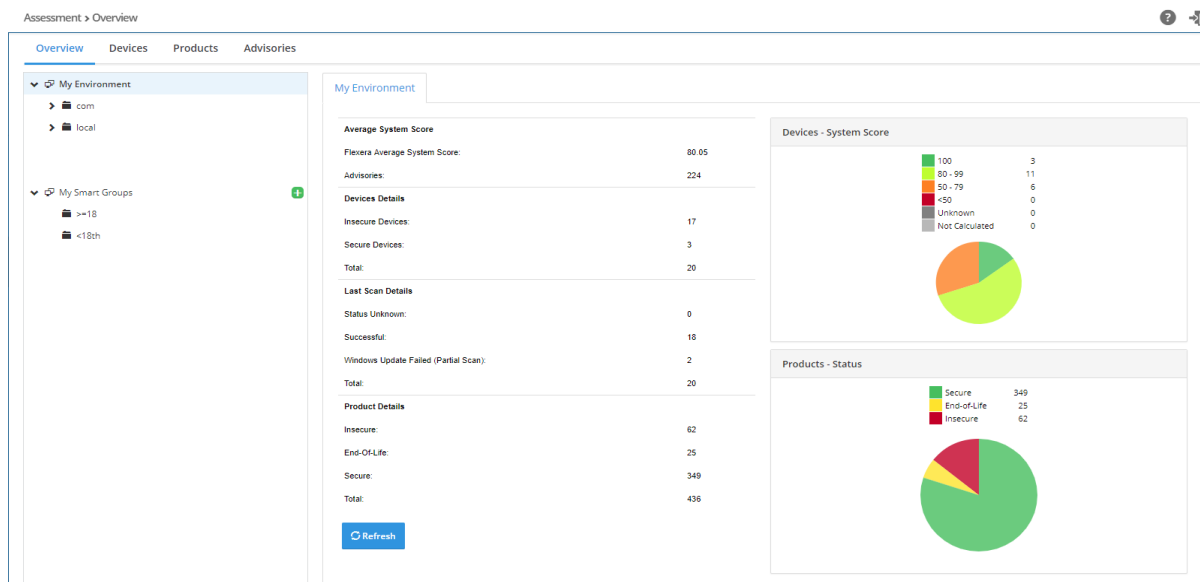 Assessment > Overview
?
Overview Devices Products Advisories
My Environment
com
local
My Smart Groups
>=18
<18th
My Environment
Average System Score
Flexera Average System Score: 80.05
Advisories: 224
Devices Details
Insecure Devices: 17
Secure Devices: 3
Total: 20
Last Scan Details
Status Unknown: 0
Successful: 18
Windows Update Failed (Partial Scan): 2
Total: 20
Product Details
Insecure: 62
End-Of-Life: 25
Secure: 349
Total: 436
Refresh
Devices - System Score
100 3
80 - 99 11
50 - 79 6
<50 0
Unknown 0
Not Calculated 0
Products - Status
Secure 349
End-of-Life 25
Insecure 62